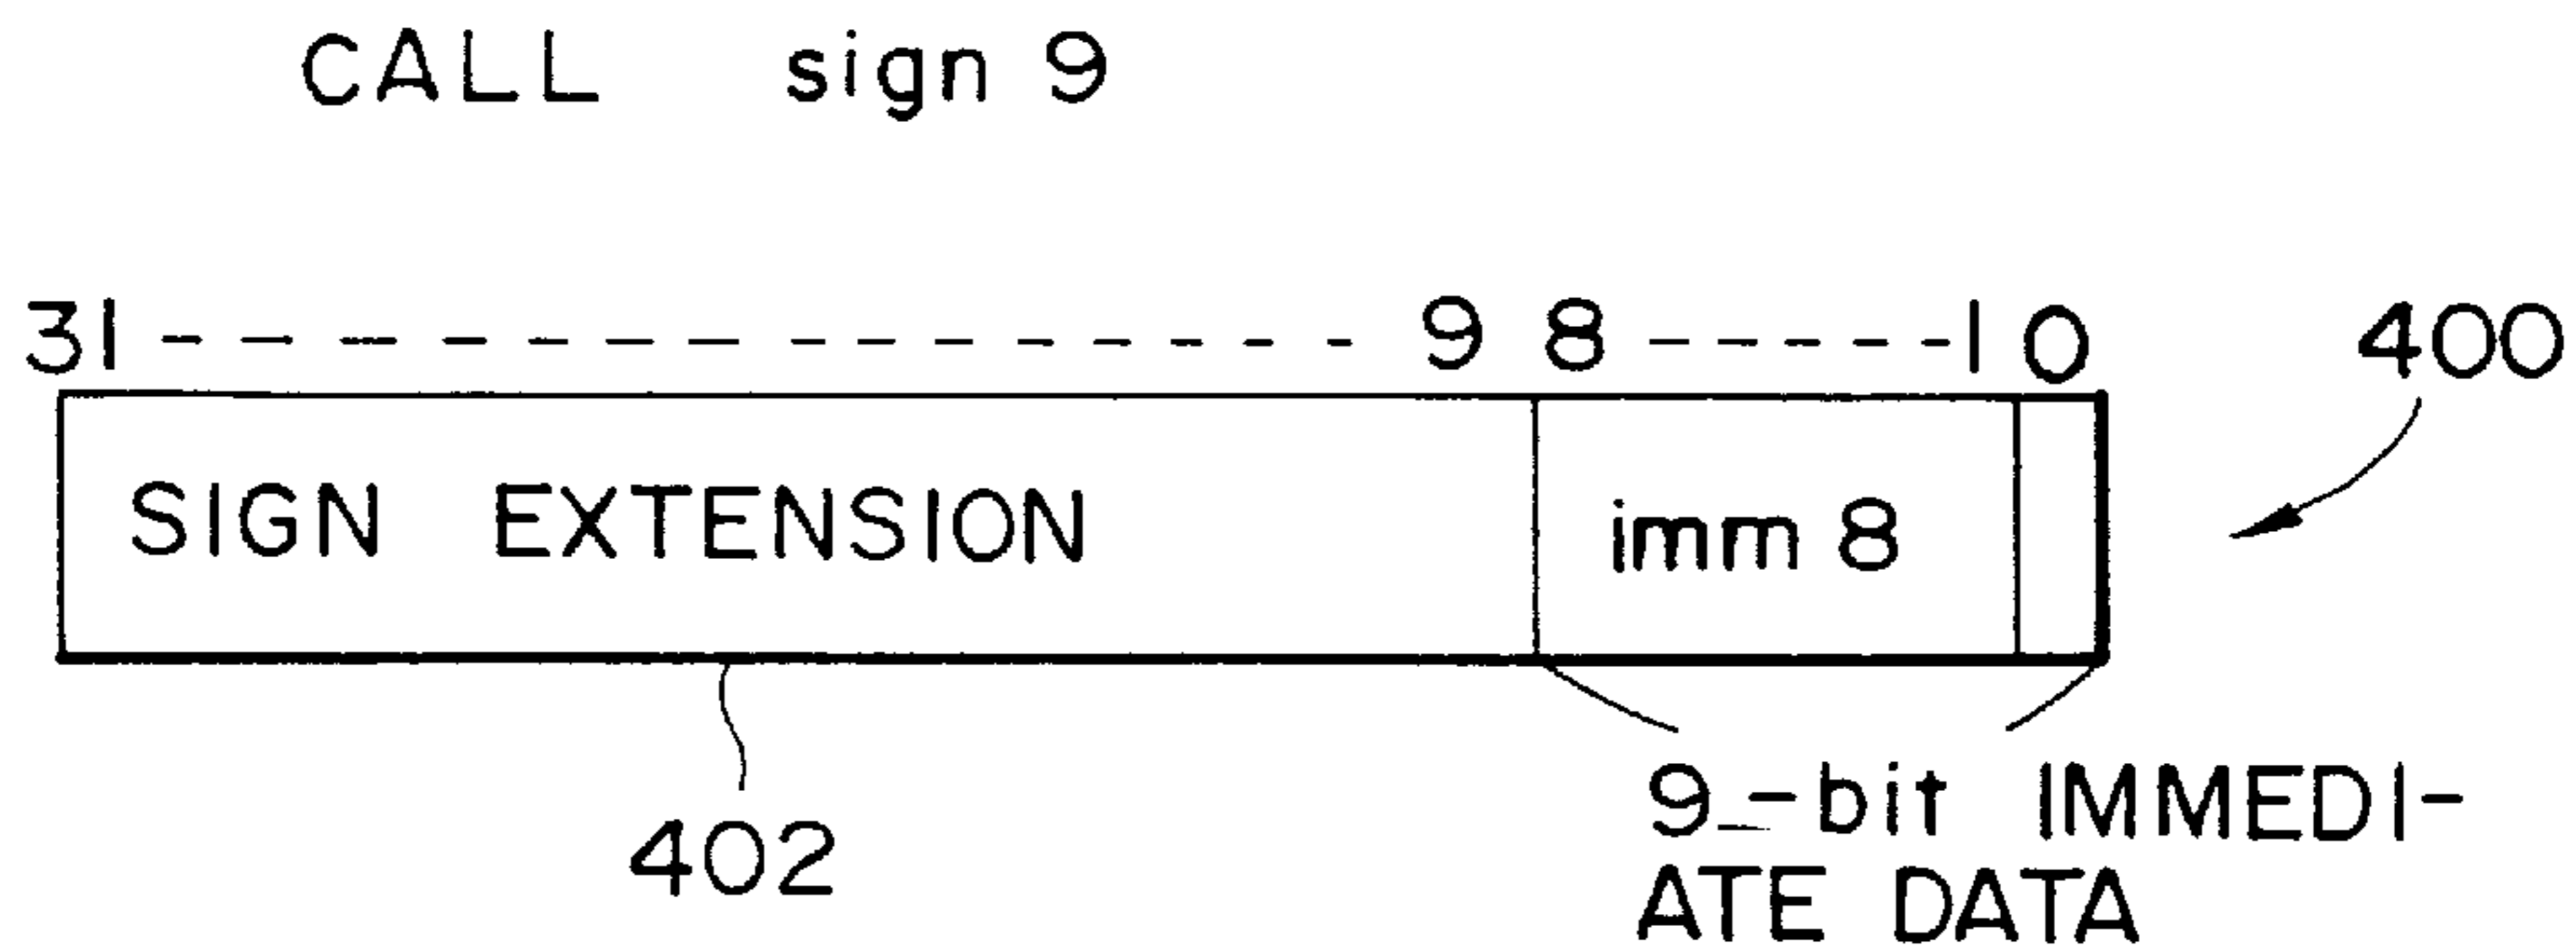 CALL sign 9
31 - - - - - - - - - - - - - 9 8 - - - - - - 1 0 400
SIGN EXTENSION imm 8
402
9-bit IMMEDI-
ATE DATA